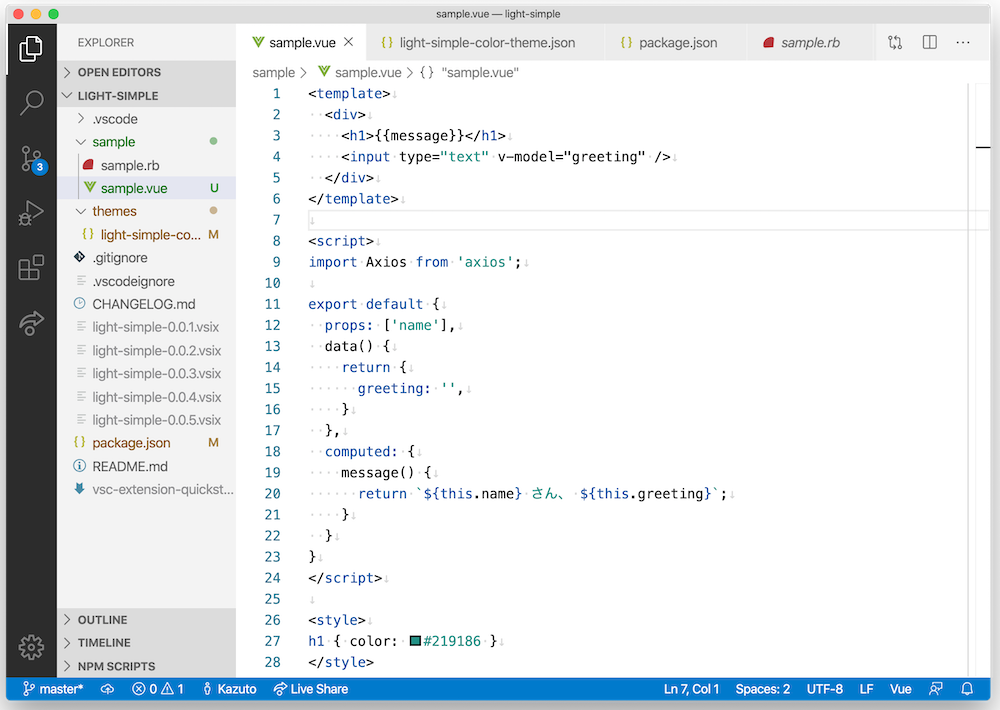 sample.vue — light-simple
EXPLORER
OPEN EDITORS
LIGHT-SIMPLE
.vscode
sample
sample.rb
sample.vue U
themes
{} light-simple-co... M
.gitignore
.vscodeignore
CHANGELOG.md
light-simple-0.0.1.vsix
light-simple-0.0.2.vsix
light-simple-0.0.3.vsix
light-simple-0.0.4.vsix
light-simple-0.0.5.vsix
{} package.json M
README.md
vsc-extension-quickst...
OUTLINE
TIMELINE
NPM SCRIPTS
3
sample.vue {} light-simple-color-theme.json {} package.json sample.rb
sample > sample.vue > {} "sample.vue"
1 <template>↓
2 ··<div>↓
3 ····<h1>{{message}}</h1>↓
4 ····<input·type="text"·v-model="greeting"·/>↓
5 ··</div>↓
6 </template>↓
7 ↓
8 <script>↓
9 import·Axios·from·'axios';↓
10 ↓
11 export·default·{↓
12 ··props:·['name'],↓
13 ··data()·{↓
14 ····return·{↓
15 ······greeting:·'',↓
16 ····}↓
17 ··},↓
18 ··computed:·{↓
19 ····message()·{↓
20 ······return·`${this.name}·さん、·${this.greeting}`;↓
21 ····}↓
22 ··}↓
23 }↓
24 </script>↓
25 ↓
26 <style>↓
27 h1·{·color:·#219186·}↓
28 </style>
master* 0 1 Kazuto Live Share Ln 7, Col 1 Spaces: 2 UTF-8 LF Vue